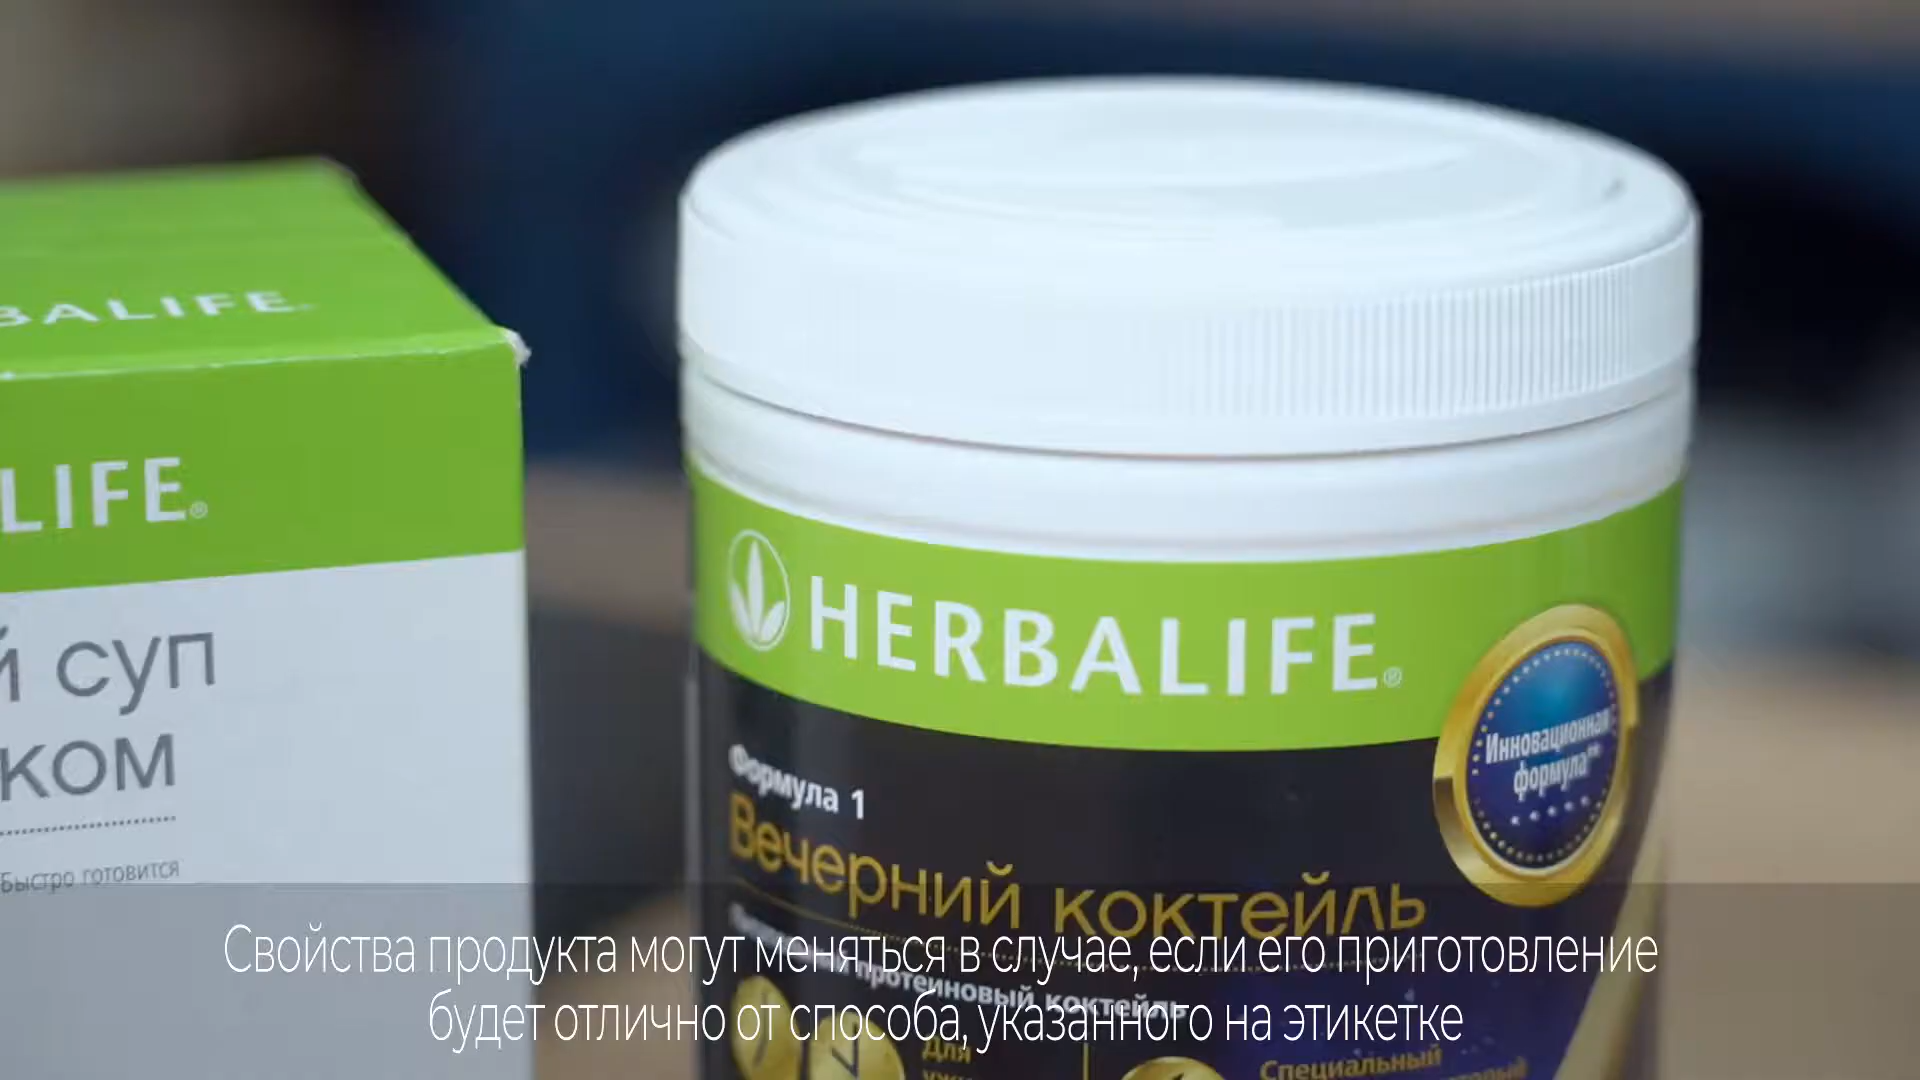 BALIFE
LIFE®
й суп
ком
Быстро готовится
HERBALIFE®
Инновационная
формула**
Формула 1
Вечерний коктейль
протеиновый коктейль
Для
Специальный
Свойства продукта могут меняться в случае, если его приготовление
будет отлично от способа, указанного на этикетке